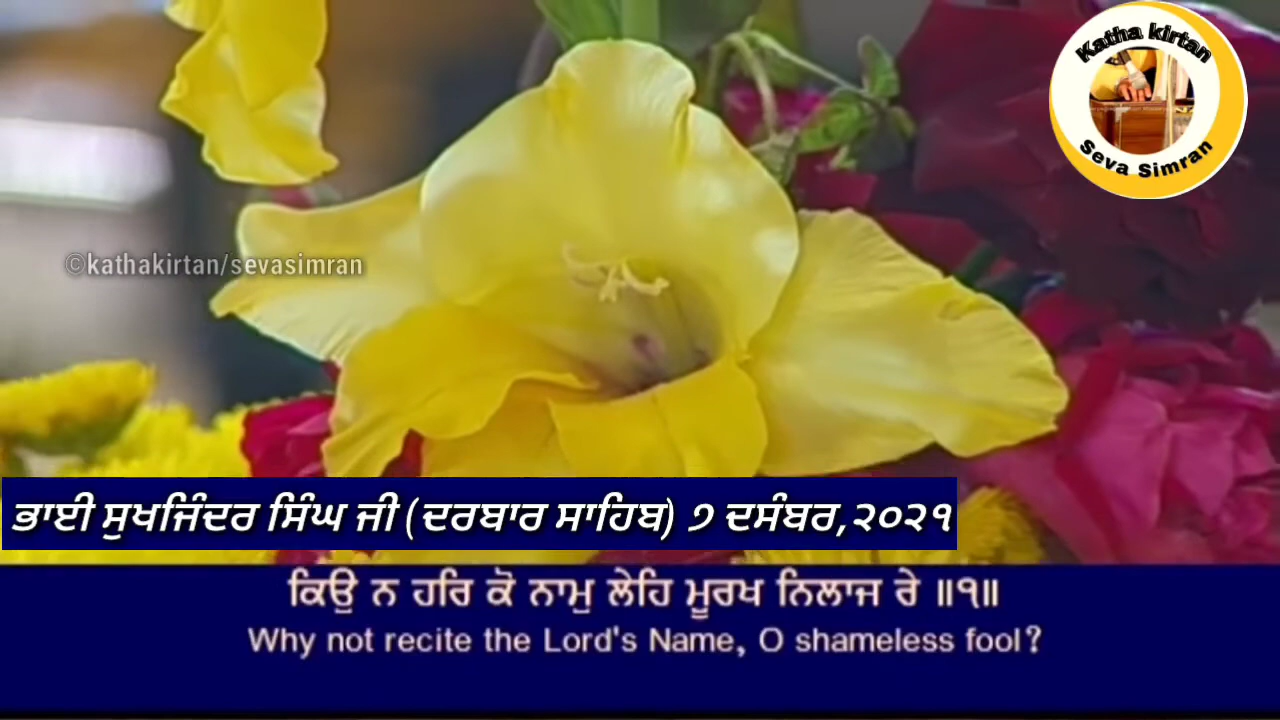 Katha kirtan
Seva Simran
©kathakirtan/sevasimran
ਭਾਈ ਸੁਖਜਿੰਦਰ ਸਿੰਘ ਜੀ (ਦਰਬਾਰ ਸਾਹਿਬ) ੭ ਦਸੰਬਰ,੨੦੨੧
ਕਿਉ ਨ ਹਰਿ ਕੋ ਨਾਮੁ ਲੇਹਿ ਮੂਰਖ ਨਿਲਾਜ ਰੇ ॥੧॥
Why not recite the Lord's Name, O shameless fool?